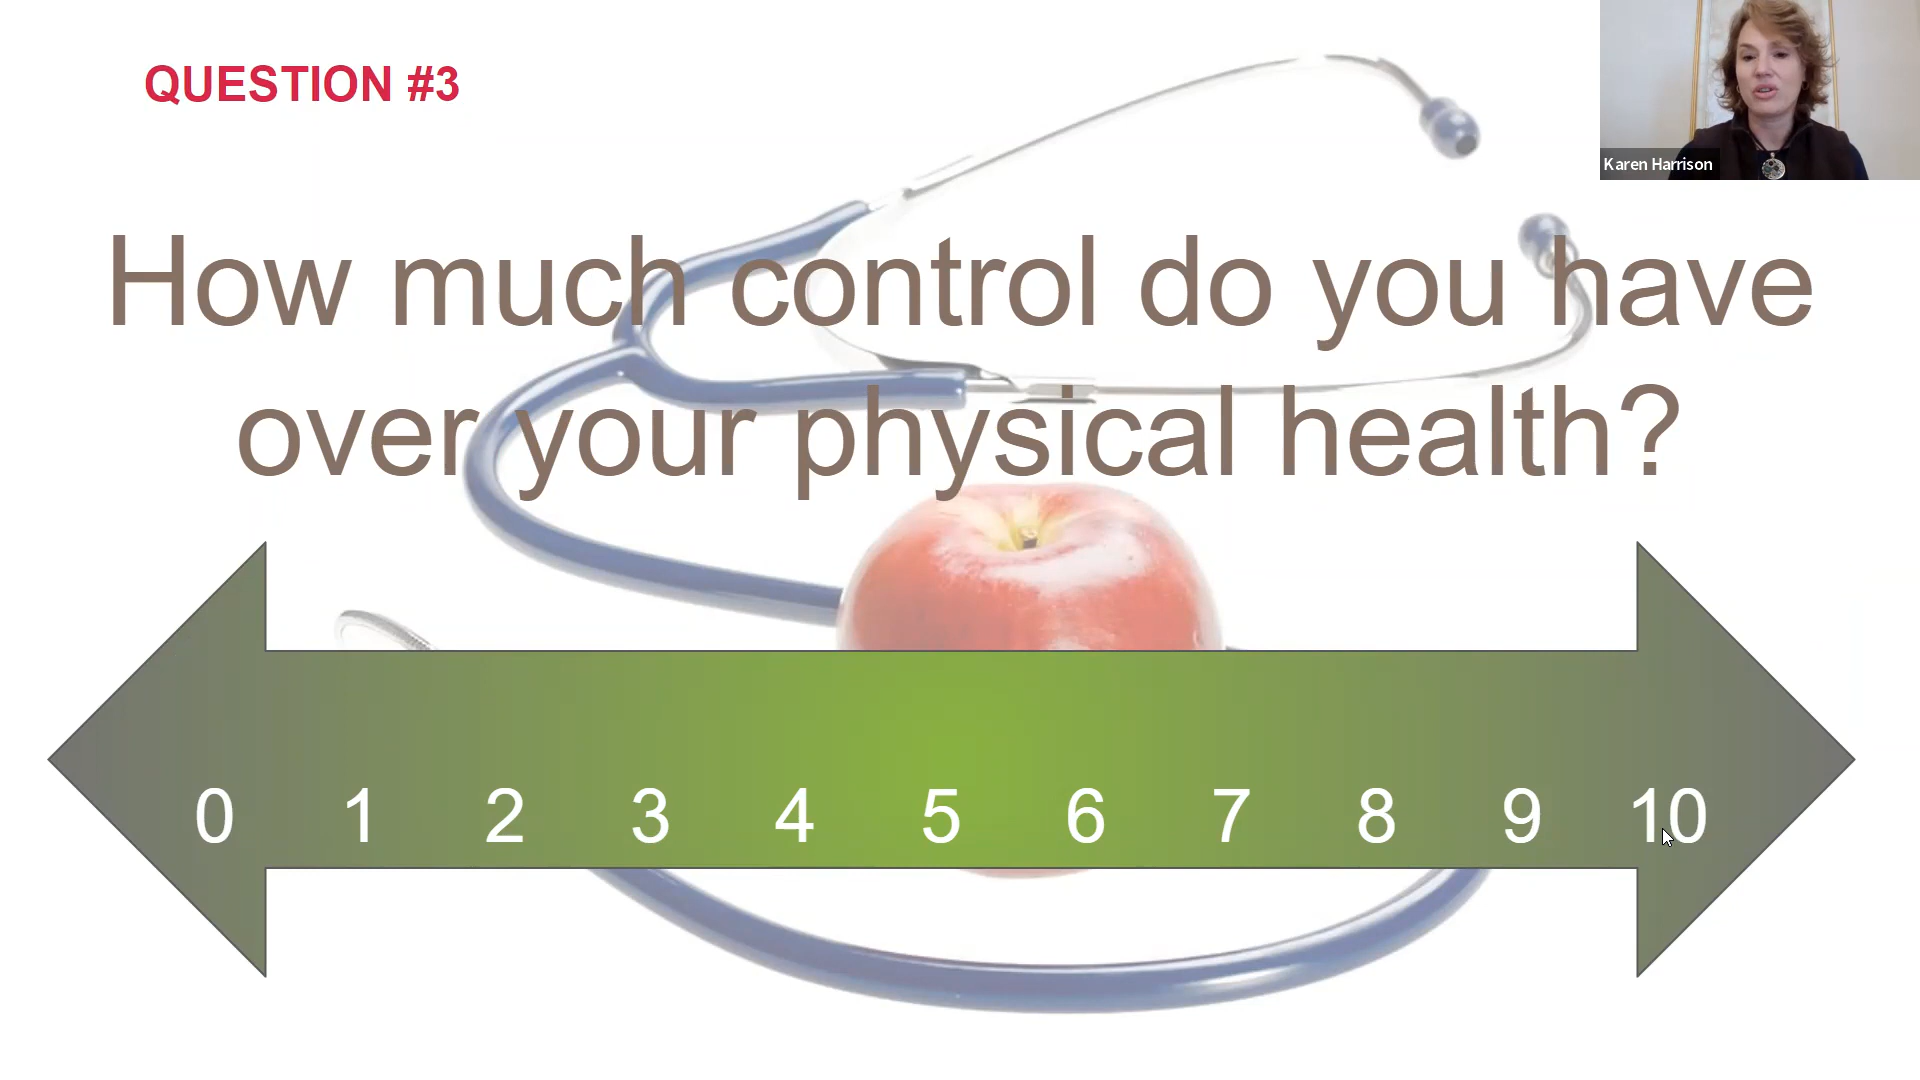 QUESTION #3
Karen Harrison
How much control do you have
over your physical health?
0 1 2 3 4 5 6 7 8 9 10